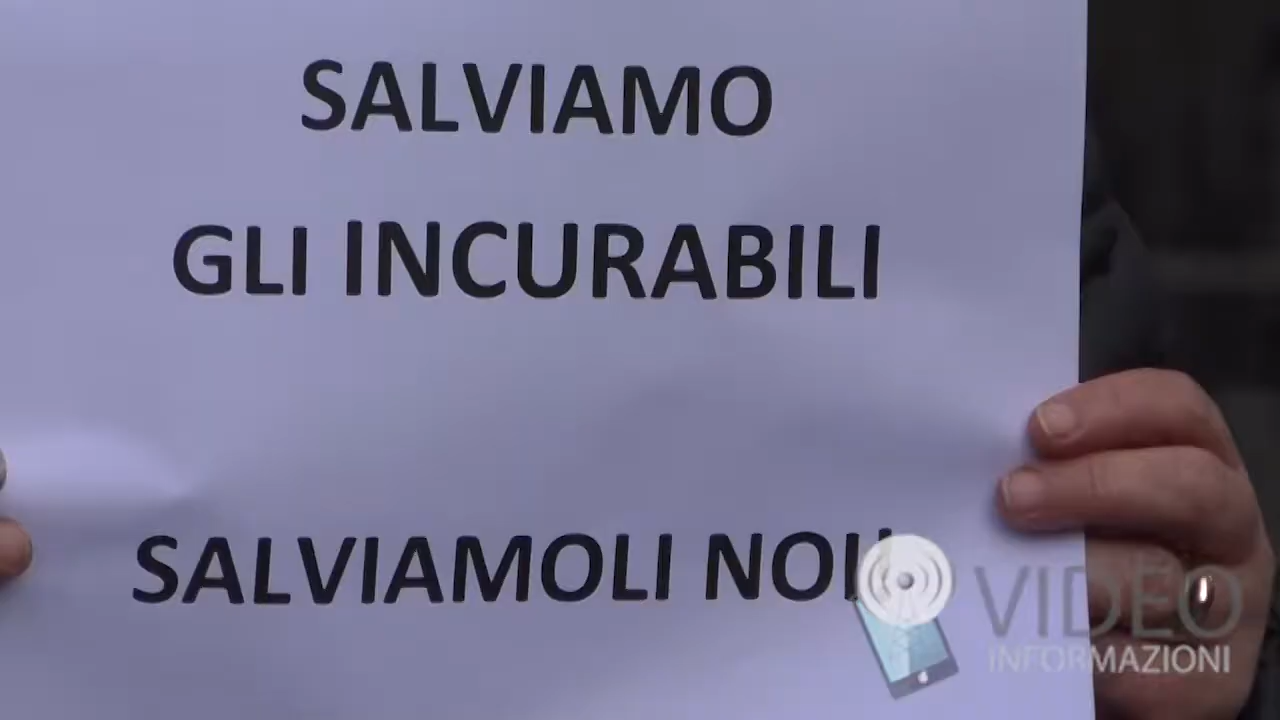 SALVIAMO
GLI INCURABILI
SALVIAMOLI NOI!
VIDEO
INFORMAZIONI